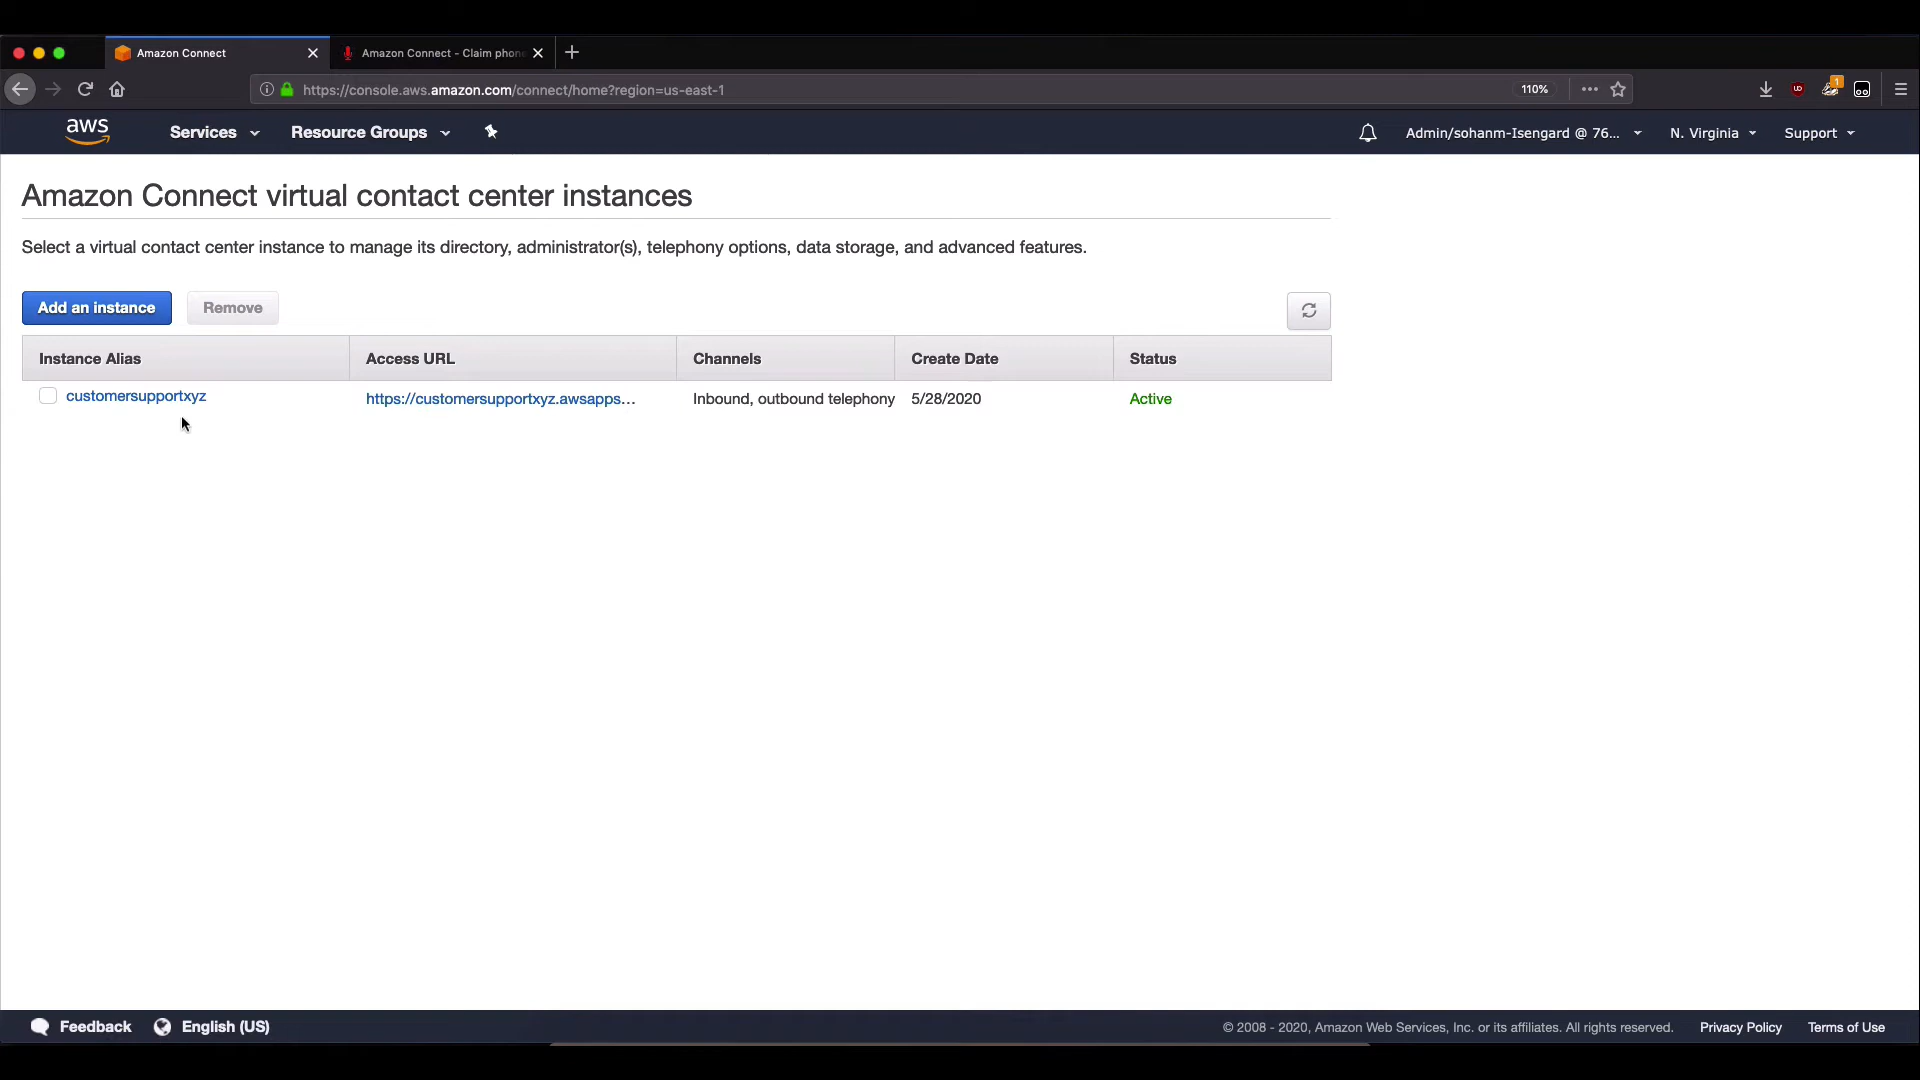 Amazon Connect
Amazon Connect - Claim phon
https://console.aws.amazon.com/connect/home?region=us-east-1
110%
1
aws
Services
Resource Groups
Admin/sohanm-Isengard @ 76...
N. Virginia
Support
Amazon Connect virtual contact center instances
Select a virtual contact center instance to manage its directory, administrator(s), telephony options, data storage, and advanced features.
Add an instance
Remove
Instance Alias Access URL Channels Create Date Status
customersupportxyz https://customersupportxyz.awsapps... Inbound, outbound telephony 5/28/2020 Active
Feedback
English (US)
© 2008 - 2020, Amazon Web Services, Inc. or its affiliates. All rights reserved.
Privacy Policy
Terms of Use